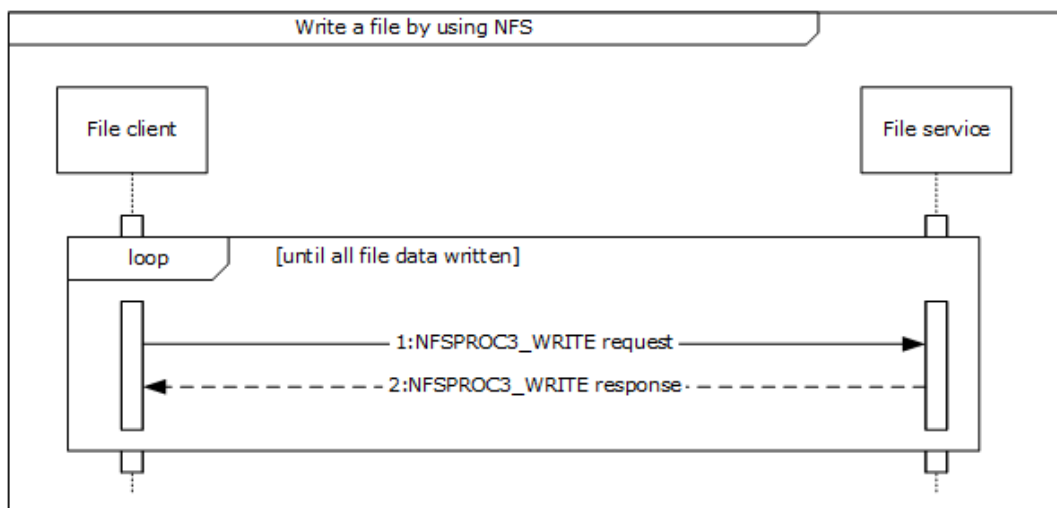 Write a file by using NFS
File client
File service
loop
[until all file data written]
1:NFSPROC3_WRITE request
2:NFSPROC3_WRITE response